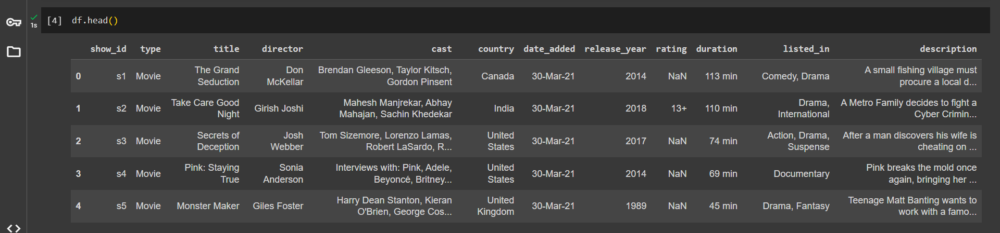 [4] df.head()
1s
show_id type title director cast country date_added release_year rating duration listed_in description
0 s1 Movie The Grand Seduction Don McKellar Brendan Gleeson, Taylor Kitsch, Gordon Pinsent Canada 30-Mar-21 2014 NaN 113 min Comedy, Drama A small fishing village must procure a local d...
1 s2 Movie Take Care Good Night Girish Joshi Mahesh Manjrekar, Abhay Mahajan, Sachin Khedekar India 30-Mar-21 2018 13+ 110 min Drama, International A Metro Family decides to fight a Cyber Crimin...
2 s3 Movie Secrets of Deception Josh Webber Tom Sizemore, Lorenzo Lamas, Robert LaSardo, R... United States 30-Mar-21 2017 NaN 74 min Action, Drama, Suspense After a man discovers his wife is cheating on ...
3 s4 Movie Pink: Staying True Sonia Anderson Interviews with: Pink, Adele, Beyoncé, Britney... United States 30-Mar-21 2014 NaN 69 min Documentary Pink breaks the mold once again, bringing her ...
4 s5 Movie Monster Maker Giles Foster Harry Dean Stanton, Kieran O'Brien, George Cos... United Kingdom 30-Mar-21 1989 NaN 45 min Drama, Fantasy Teenage Matt Banting wants to work with a famo...